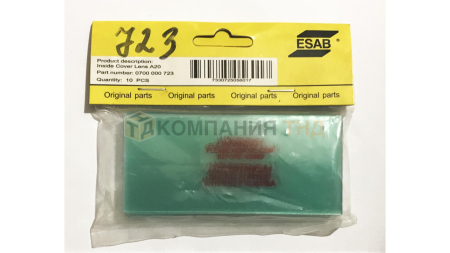 723
ESAB
Product description:
Inside Cover Lens A20
Part number: 0700 000 723
Quantity: 10 PCS
Original parts Original parts Original parts Original parts
КОМПАНИЯ